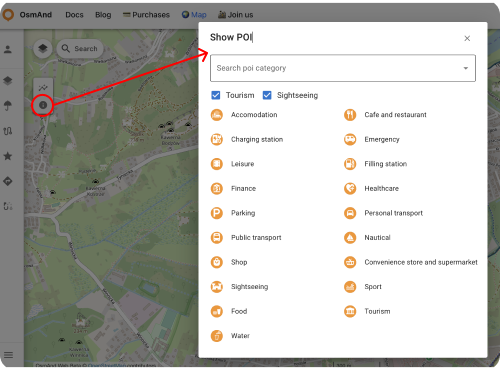 OsmAnd Docs Blog Purchases Map Join us
Search
Show POI
Search poi category
Tourism Sightseeing
Accomodation Cafe and restaurant
Charging station Emergency
Leisure Filling station
Finance Healthcare
Parking Personal transport
Public transport Nautical
Shop Convenience store and supermarket
Sightseeing Sport
Food Tourism
Water